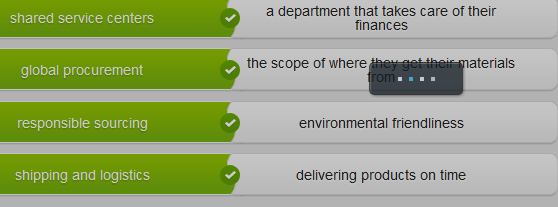 shared service centers
a department that takes care of their
finances
global procurement
the scope of where they get their materials
from
responsible sourcing
environmental friendliness
shipping and logistics
delivering products on time